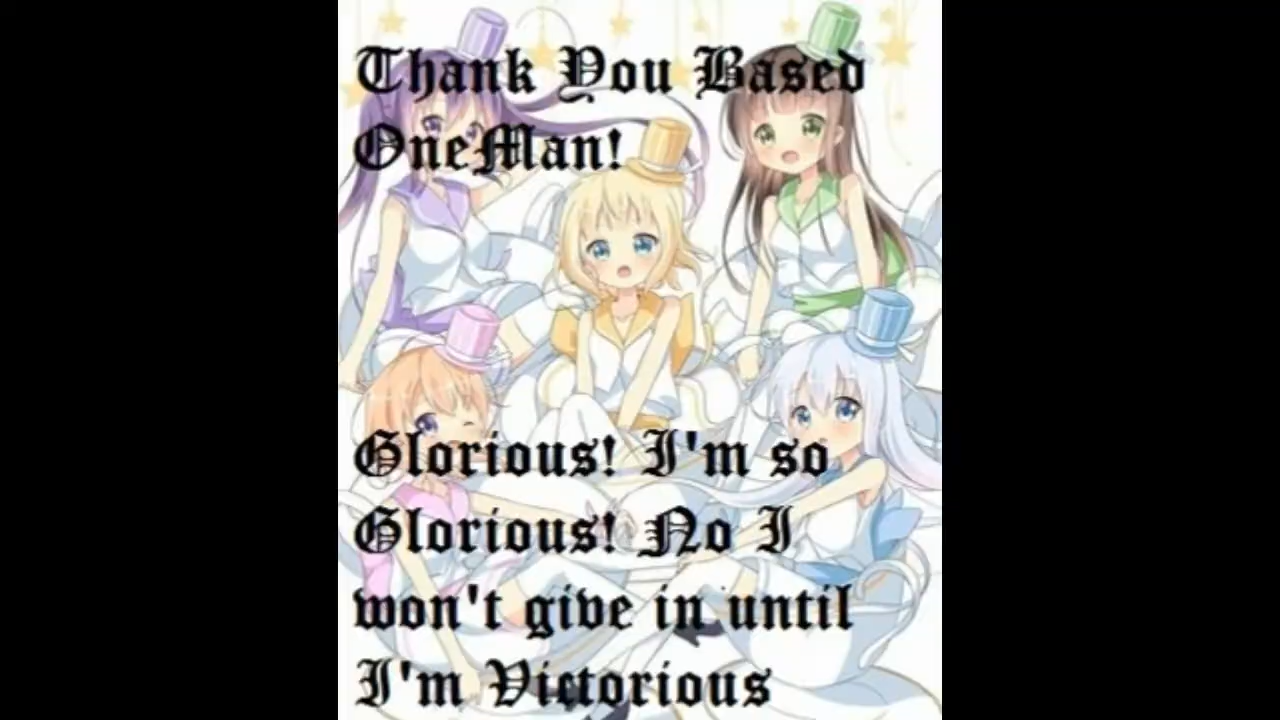 Thank You Based
OneMan!
Glorious! I'm so
Glorious! No I
won't give in until
I'm Victorious